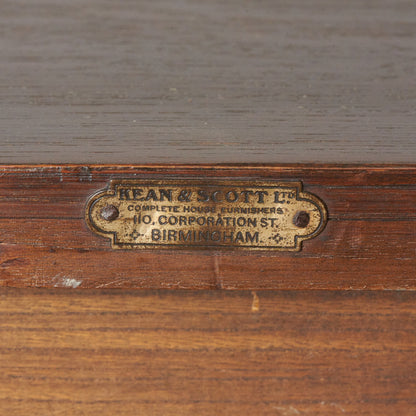 KEAN & SCOTT LTD
COMPLETE HOUSE FURNISHERS
110, CORPORATION ST.
BIRMINGHAM